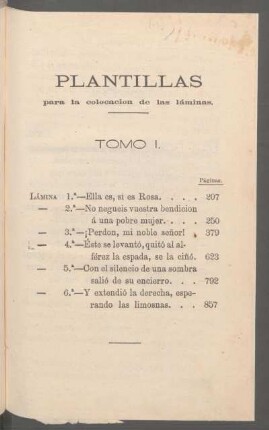 PLANTILLAS
para la colocacion de las láminas.
TOMO I.
Páginas.
LÁMINA 1.ª—Ella es, si es Rosa. . . . 207
— 2.ª—No negueis vuestra bendicion
á una pobre mujer. . . . 250
— 3.ª—¡Perdon, mi noble señor! . 379
— 4.ª—Éste se levantó, quitó al al-
férez la espada, se la ciñó. 623
— 5.ª—Con el silencio de una sombra
salió de su encierro. . . 792
— 6.ª—Y extendió la derecha, espe-
rando las limosnas. . . 857